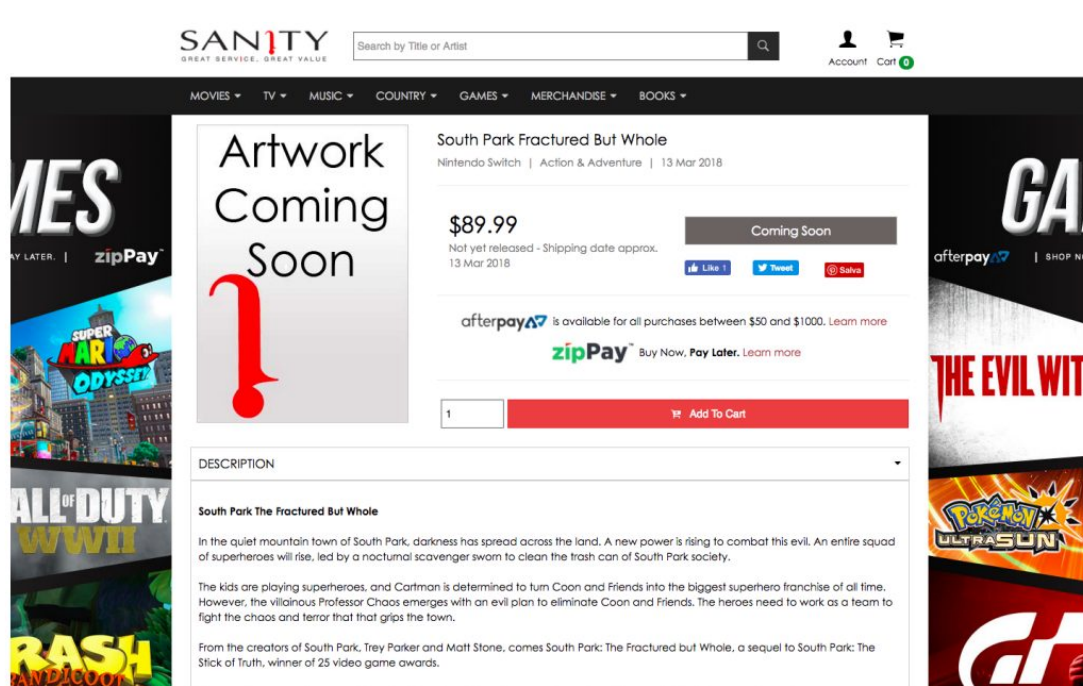 SANITY
GREAT SERVICE, GREAT VALUE
Search by Title or Artist
Account Cart 0
MOVIES TV MUSIC COUNTRY GAMES MERCHANDISE BOOKS
Artwork
Coming
Soon
South Park Fractured But Whole
Nintendo Switch | Action & Adventure | 13 Mar 2018
$89.99
Not yet released - Shipping date approx.
13 Mar 2018
Coming Soon
Like 1 Tweet Salva
afterpay is available for all purchases between $50 and $1000. Learn more
zipPay Buy Now, Pay Later. Learn more
1 Add To Cart
DESCRIPTION
South Park The Fractured But Whole
In the quiet mountain town of South Park, darkness has spread across the land. A new power is rising to combat this evil. An entire squad
of superheroes will rise, led by a nocturnal scavenger sworn to clean the trash can of South Park society.
The kids are playing superheroes, and Cartman is determined to turn Coon and Friends into the biggest superhero franchise of all time.
However, the villainous Professor Chaos emerges with an evil plan to eliminate Coon and Friends. The heroes need to work as a team to
fight the chaos and terror that that grips the town.
From the creators of South Park, Trey Parker and Matt Stone, comes South Park: The Fractured but Whole, a sequel to South Park: The
Stick of Truth, winner of 25 video game awards.
MES
AY LATER. | zipPay
SUPER
MARIO
ODYSSEY
ALL OF DUTY
WWII
RASH
ANDICOOT
GA
afterpay | SHOP NO
THE EVIL WIT
POKÉMON
ULTRA SUN